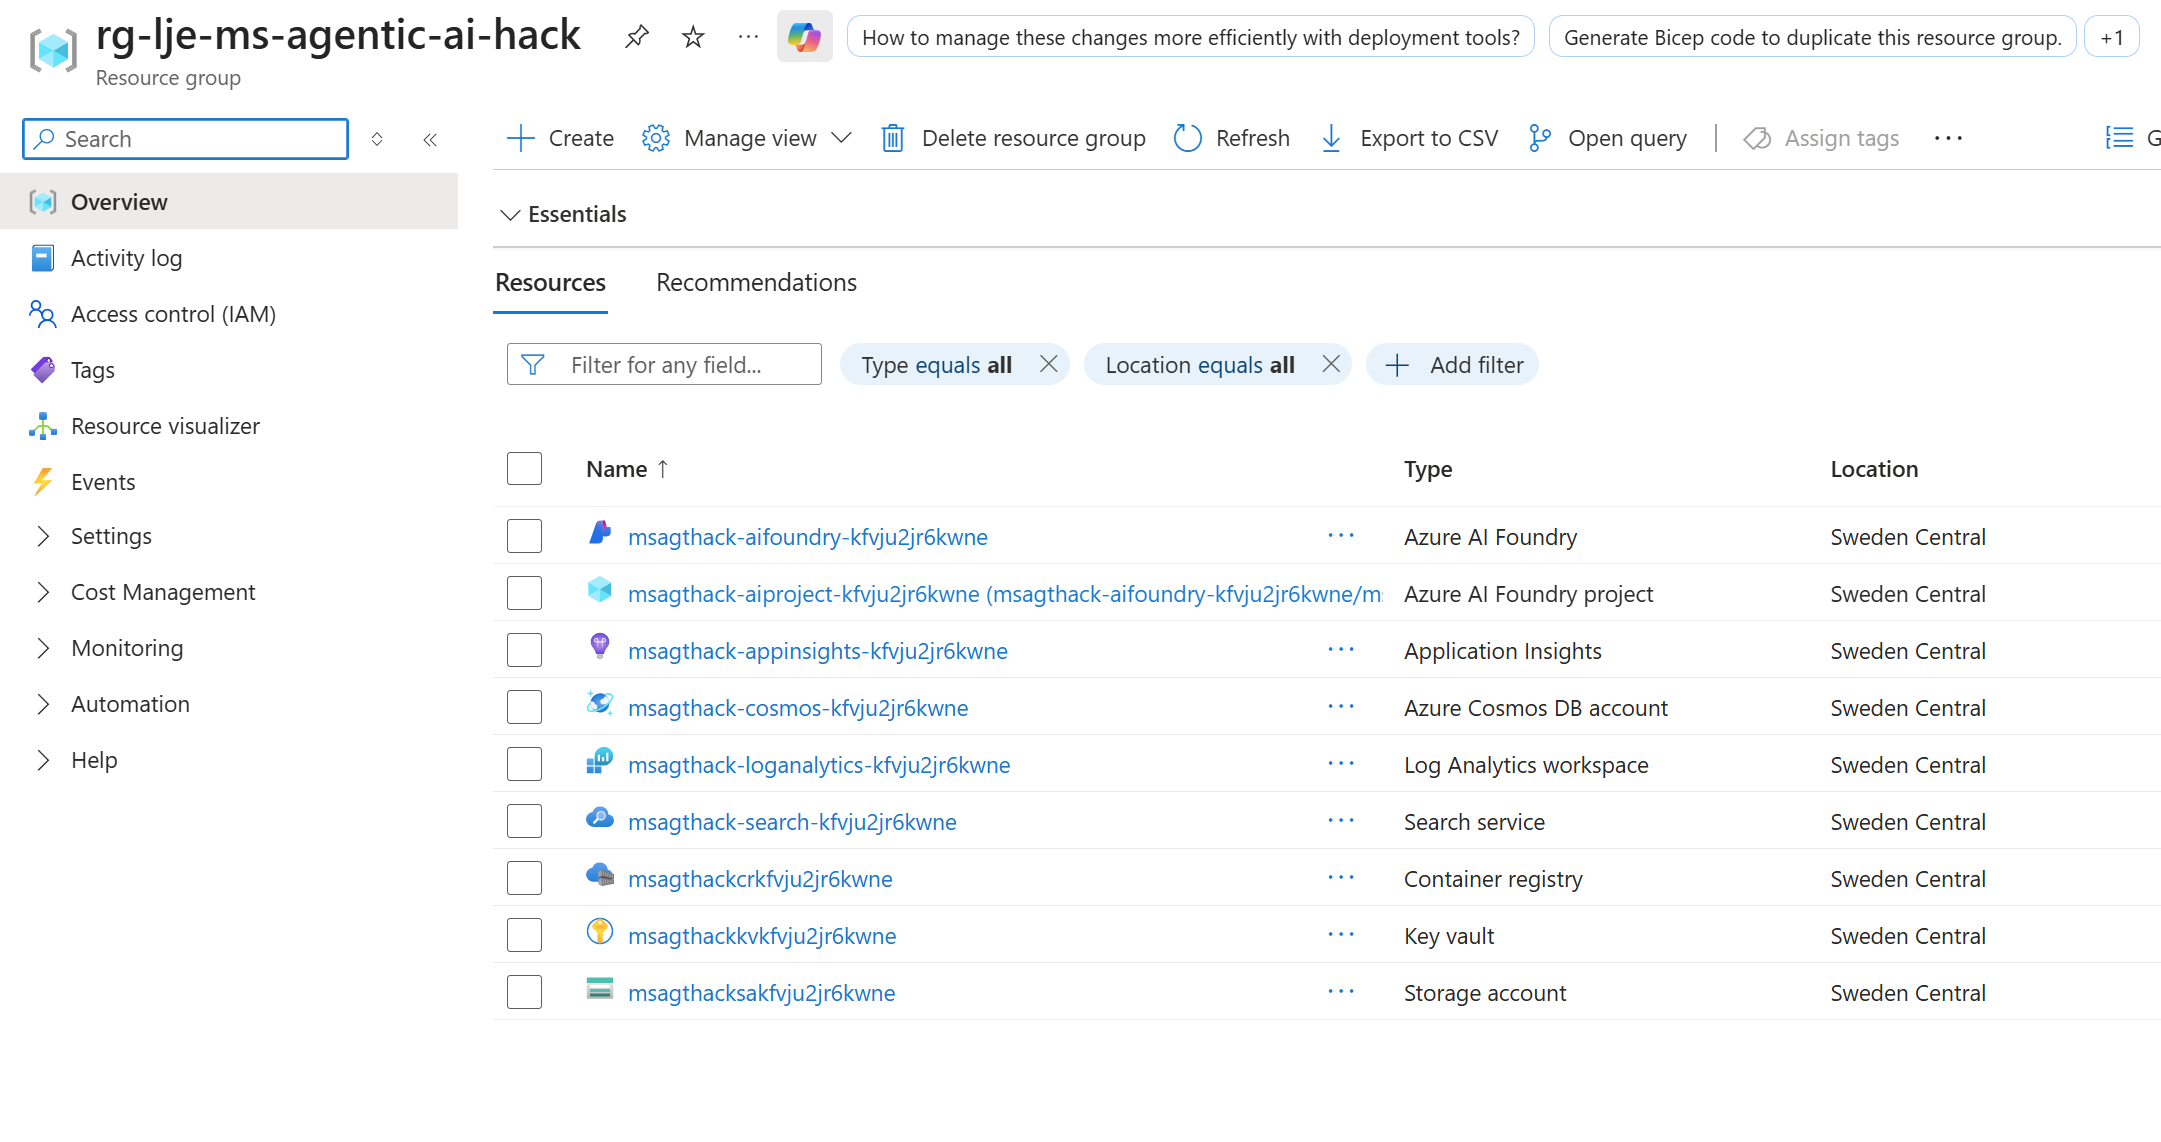 rg-lje-ms-agentic-ai-hack
Resource group
How to manage these changes more efficiently with deployment tools?
Generate Bicep code to duplicate this resource group.
+1
Search
Create
Manage view
Delete resource group
Refresh
Export to CSV
Open query
Assign tags
G
Overview
Activity log
Access control (IAM)
Tags
Resource visualizer
Events
Settings
Cost Management
Monitoring
Automation
Help
Essentials
Resources Recommendations
Filter for any field...
Type equals all
Location equals all
Add filter
Name ↑ Type Location
msagthack-aifoundry-kfvju2jr6kwne ··· Azure AI Foundry Sweden Central
msagthack-aiproject-kfvju2jr6kwne (msagthack-aifoundry-kfvju2jr6kwne/m Azure AI Foundry project Sweden Central
msagthack-appinsights-kfvju2jr6kwne ··· Application Insights Sweden Central
msagthack-cosmos-kfvju2jr6kwne ··· Azure Cosmos DB account Sweden Central
msagthack-loganalytics-kfvju2jr6kwne ··· Log Analytics workspace Sweden Central
msagthack-search-kfvju2jr6kwne ··· Search service Sweden Central
msagthackcrkfvju2jr6kwne ··· Container registry Sweden Central
msagthackkvkfvju2jr6kwne ··· Key vault Sweden Central
msagthacksakfvju2jr6kwne ··· Storage account Sweden Central